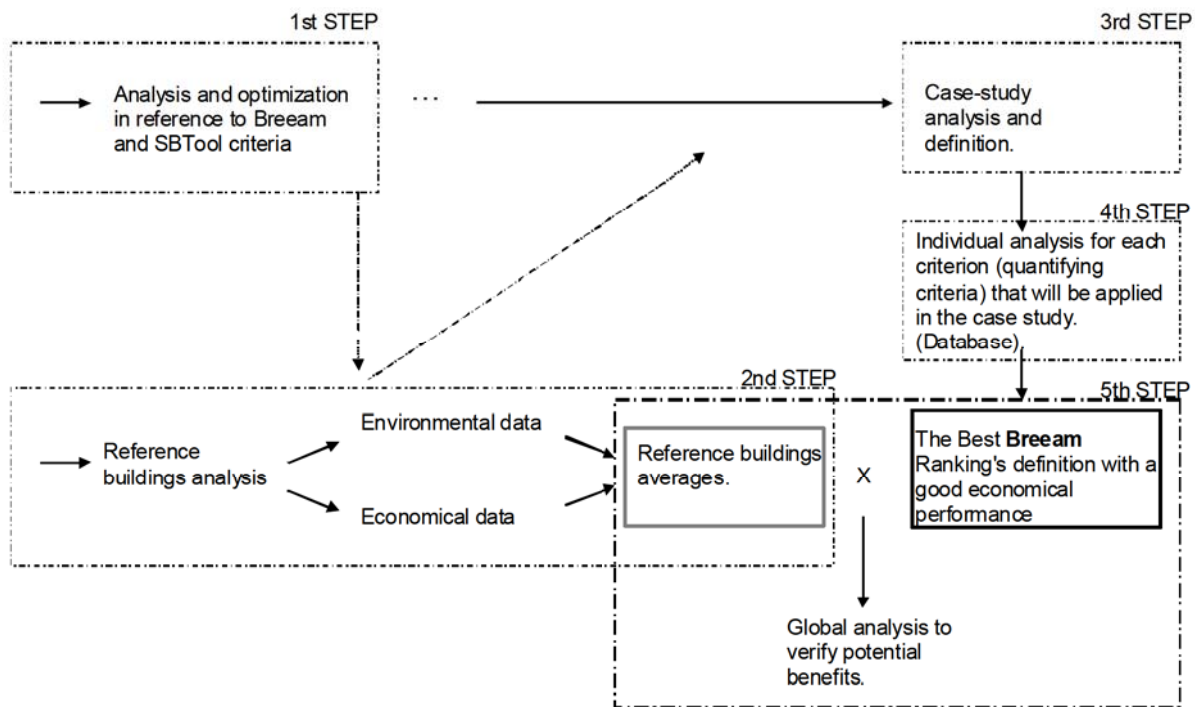 1st STEP
Analysis and optimization
in reference to Breeam
and SBTool criteria
...
3rd STEP
Case-study
analysis and
definition.
4th STEP
Individual analysis for each
criterion (quantifying
criteria) that will be applied
in the case study.
(Database).
2nd STEP
Reference
buildings analysis
Environmental data
Economical data
Reference buildings
averages.
X
5th STEP
The Best Breeam
Ranking's definition with a
good economical
performance
Global analysis to
verify potential
benefits.